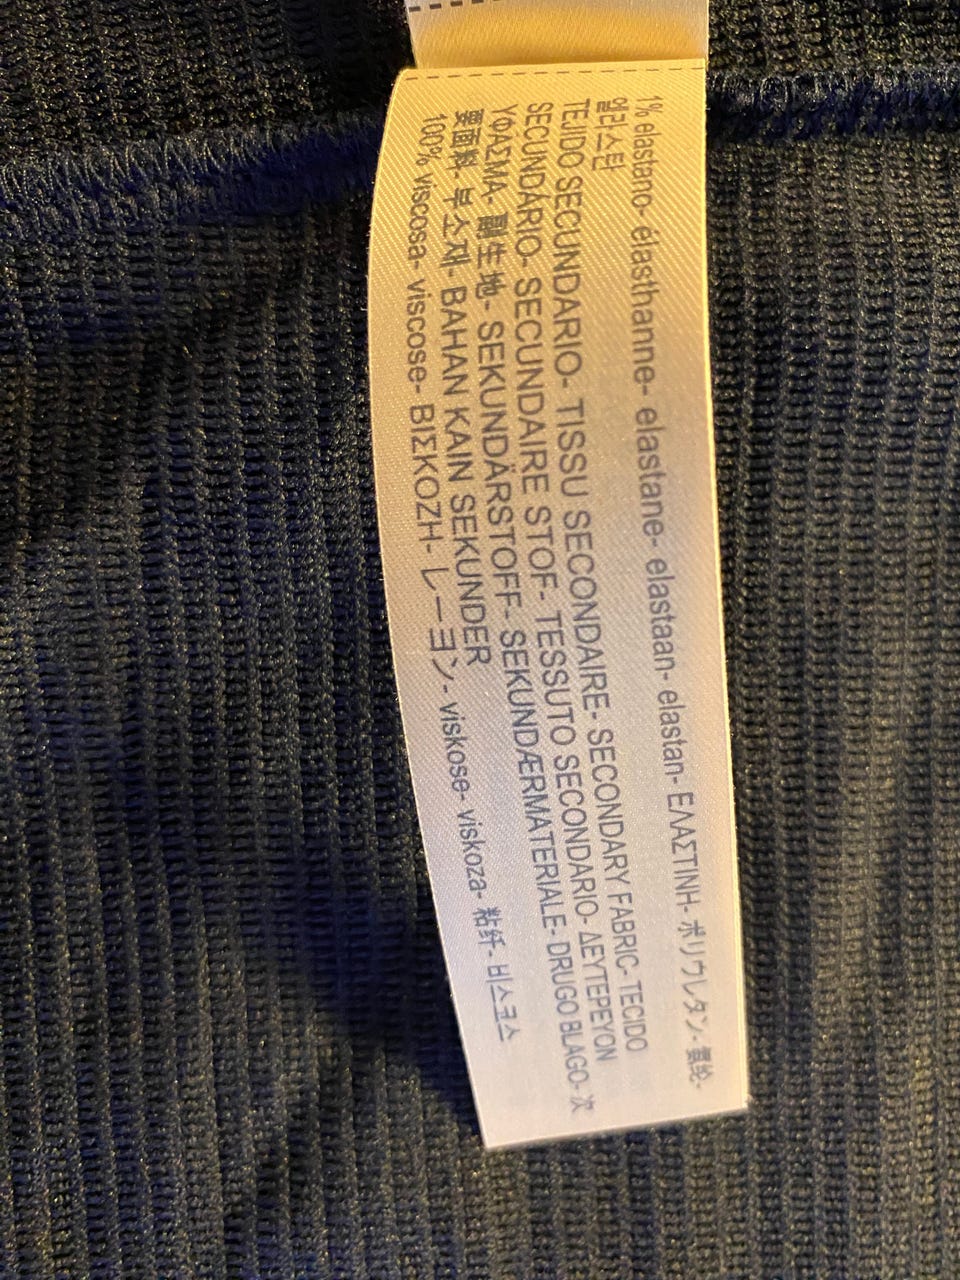 1% elastano- élasthanne- elastane- elastaan- elastan- ΕΛΑΣΤΙΝΗ- ポリウレタン- 氨纶-
엘라스탄
TEJIDO SECUNDARIO- TISSU SECONDAIRE- SECONDARY FABRIC- TECIDO
SECUNDÁRIO- SECUNDAIRE STOF- TESSUTO SECONDARIO- ΔΕΥΤΕΡΕΥΟΝ
ΥΦΑΣΜΑ- 副生地- SEKUNDÄRSTOFF- SEKUNDÆRMATERIALE- DRUGO BLAGO- 次
要面料- 부소재- BAHAN KAIN SEKUNDER
100% viscosa- viscose- ΒΙΣΚΟΖΗ- レーヨン- viskose- viskoza- 粘纤- 비스코스